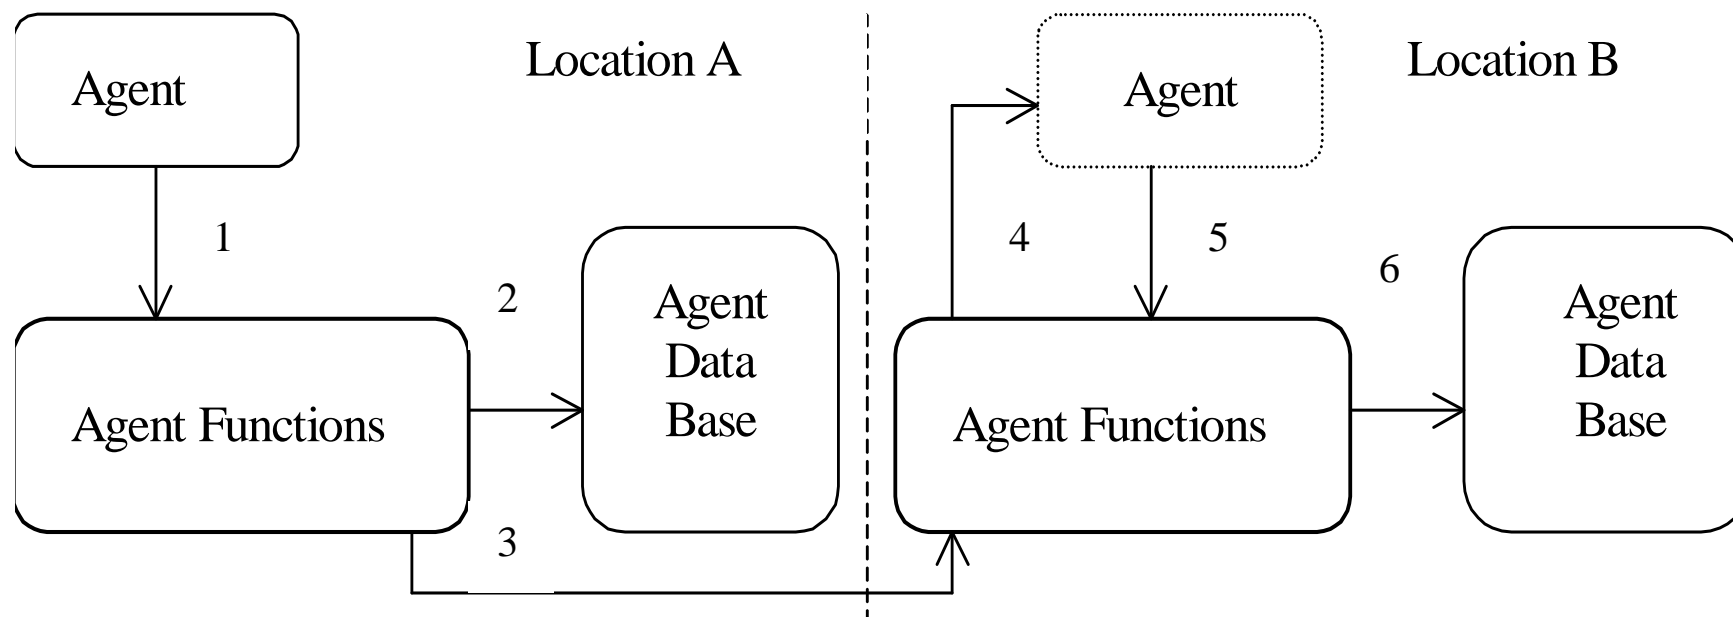 Location A
Agent
1
2
Agent
Data
Base
Agent Functions
3
Location B
Agent
4
5
6
Agent
Data
Base
Agent Functions